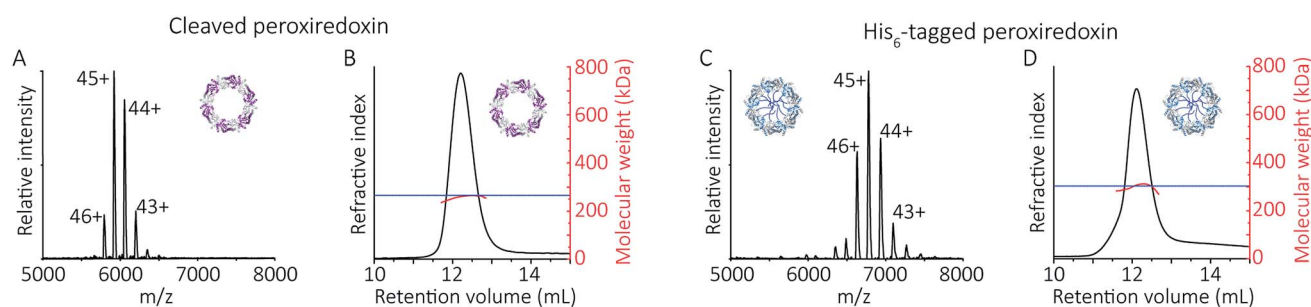 Cleaved peroxiredoxin
His6-tagged peroxiredoxin
A
45+
44+
46+
43+
Relative intensity
5000
6000
7000
8000
m/z
B
Refractive index
10
12
14
Retention volume (mL)
800
600
400
200
0
Molecular weight (kDa)
C
45+
46+
44+
43+
Relative intensity
5000
6000
7000
8000
m/z
D
Refractive index
10
12
14
Retention volume (mL)
800
600
400
200
0
Molecular weight (kDa)